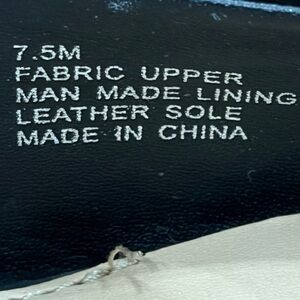 7.5M
FABRIC UPPER
MAN MADE LINING
LEATHER SOLE
MADE IN CHINA